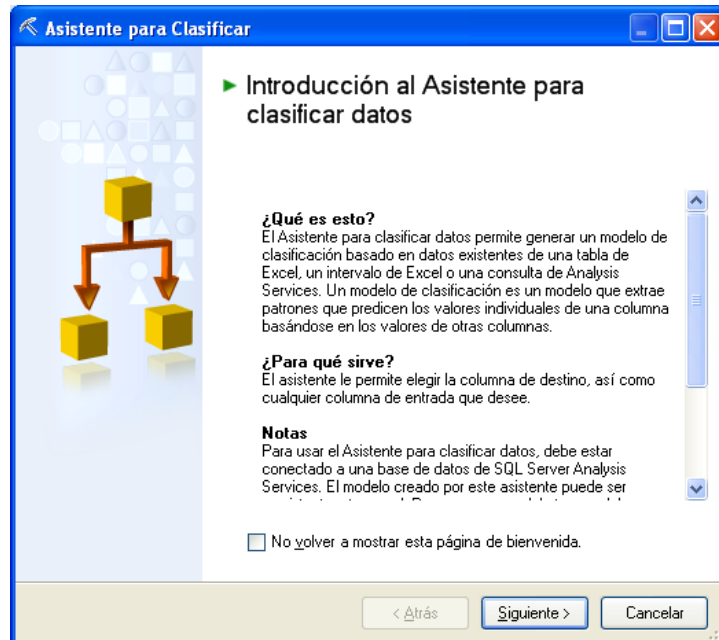 Asistente para Clasificar
Introducción al Asistente para
clasificar datos
¿Qué es esto?
El Asistente para clasificar datos permite generar un modelo de
clasificación basado en datos existentes de una tabla de
Excel, un intervalo de Excel o una consulta de Analysis
Services. Un modelo de clasificación es un modelo que extrae
patrones que predicen los valores individuales de una columna
basándose en los valores de otras columnas.
¿Para qué sirve?
El asistente le permite elegir la columna de destino, así como
cualquier columna de entrada que desee.
Notas
Para usar el Asistente para clasificar datos, debe estar
conectado a una base de datos de SQL Server Analysis
Services. El modelo creado por este asistente puede ser
No volver a mostrar esta página de bienvenida.
< Atrás
Siguiente >
Cancelar